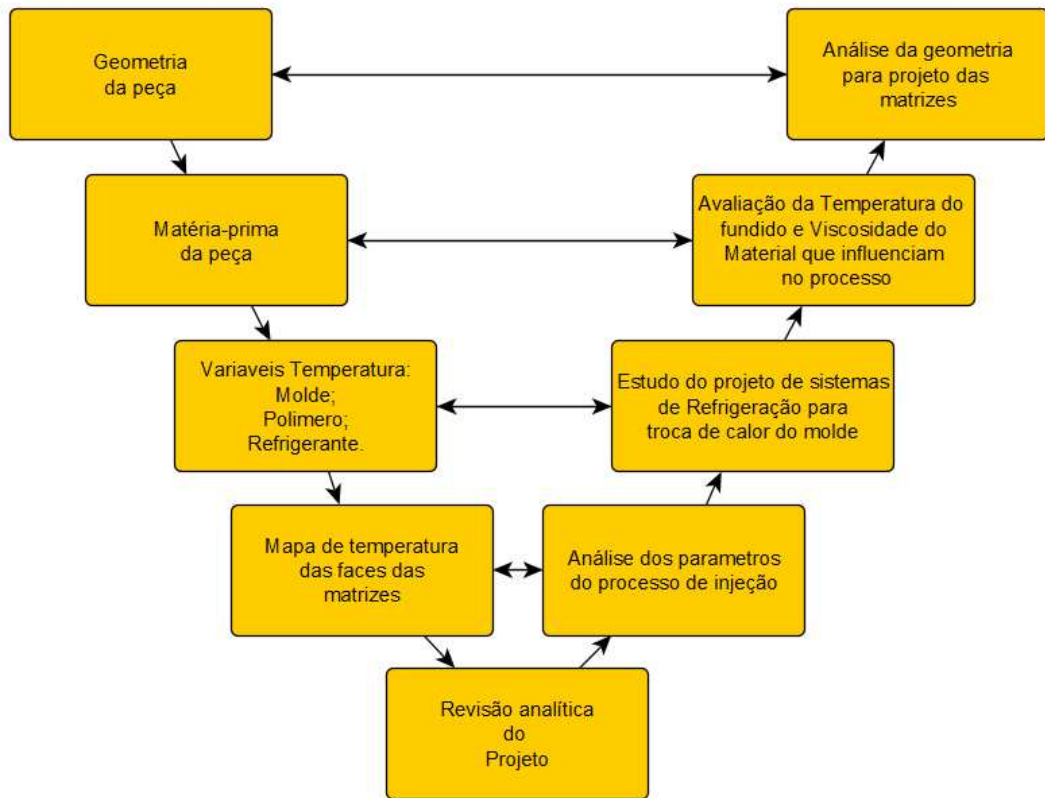 Geometria
da peça
Análise da geometria
para projeto das
matrizes
Matéria-prima
da peça
Avaliação da Temperatura do
fundido e Viscosidade do
Material que influenciam
no processo
Variaveis Temperatura:
Molde;
Polimero;
Refrigerante.
Estudo do projeto de sistemas
de Refrigeração para
troca de calor do molde
Mapa de temperatura
das faces das
matrizes
Análise dos parametros
do processo de injeção
Revisão analítica
do
Projeto